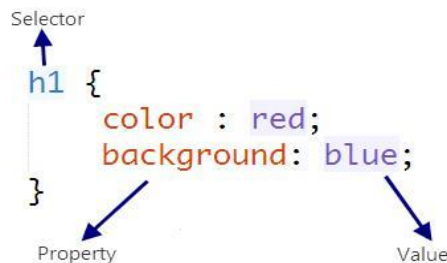 Selector
h1 {
color : red;
background: blue;
}
Property Value